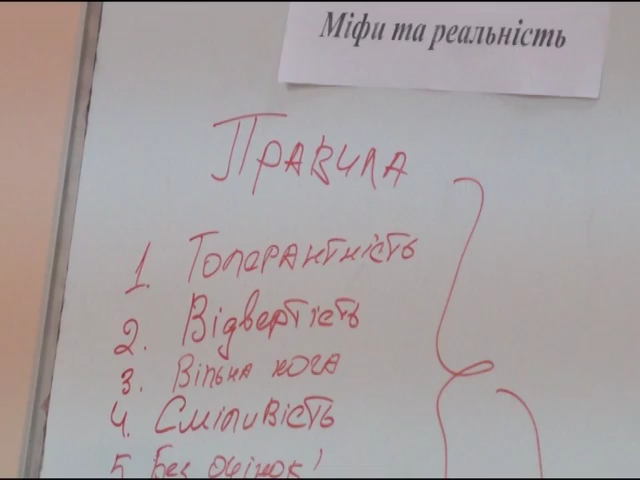 Міфи та реальність
Правила
1. Толерантність
2. Відвертість
3. Вільна нога
4. Сміливість
5. Без оцінок!